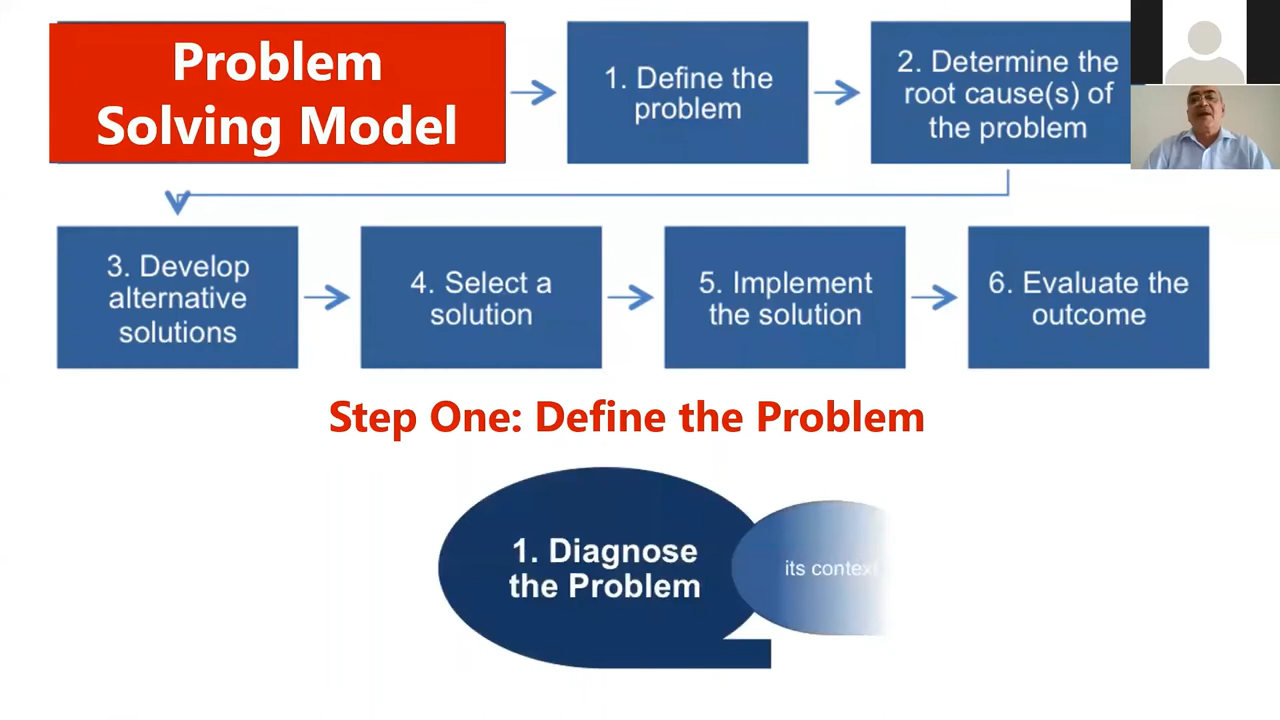 Problem
Solving Model
1. Define the
problem
2. Determine the
root cause(s) of
the problem
3. Develop
alternative
solutions
4. Select a
solution
5. Implement
the solution
6. Evaluate the
outcome
Step One: Define the Problem
1. Diagnose
the Problem
its context